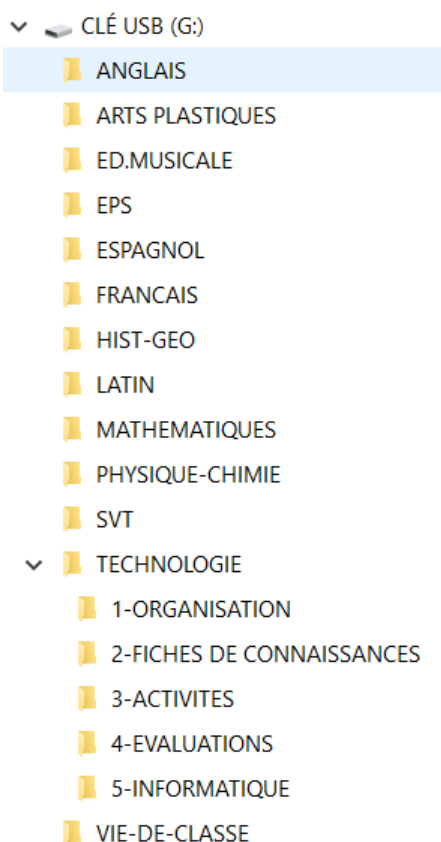 CLÉ USB (G:)
ANGLAIS
ARTS PLASTIQUES
ED.MUSICALE
EPS
ESPAGNOL
FRANCAIS
HIST-GEO
LATIN
MATHEMATIQUES
PHYSIQUE-CHIMIE
SVT
TECHNOLOGIE
1-ORGANISATION
2-FICHES DE CONNAISSANCES
3-ACTIVITES
4-EVALUATIONS
5-INFORMATIQUE
VIE-DE-CLASSE